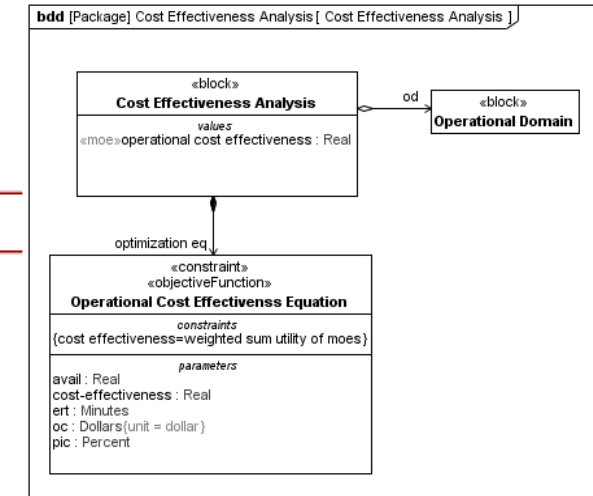 bdd [Package] Cost Effectiveness Analysis [ Cost Effectiveness Analysis ]
«block»
Cost Effectiveness Analysis
values
«moe»operational cost effectiveness : Real
od
«block»
Operational Domain
optimization eq
«constraint»
«objectiveFunction»
Operational Cost Effectivenss Equation
constraints
{cost effectiveness=weighted sum utility of moes}
parameters
avail : Real
cost-effectiveness : Real
ert : Minutes
oc : Dollars{unit = dollar}
pic : Percent